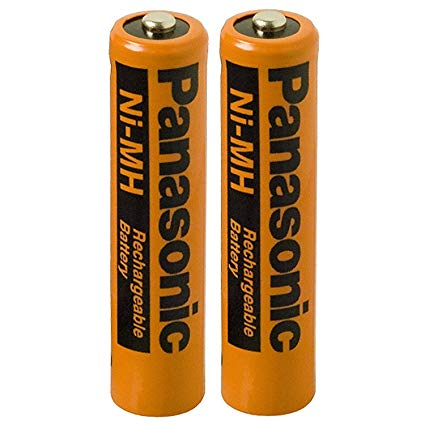 Panasonic
Ni-MH
Rechargeable
Battery
Panasonic
Ni-MH
Rechargeable
Battery